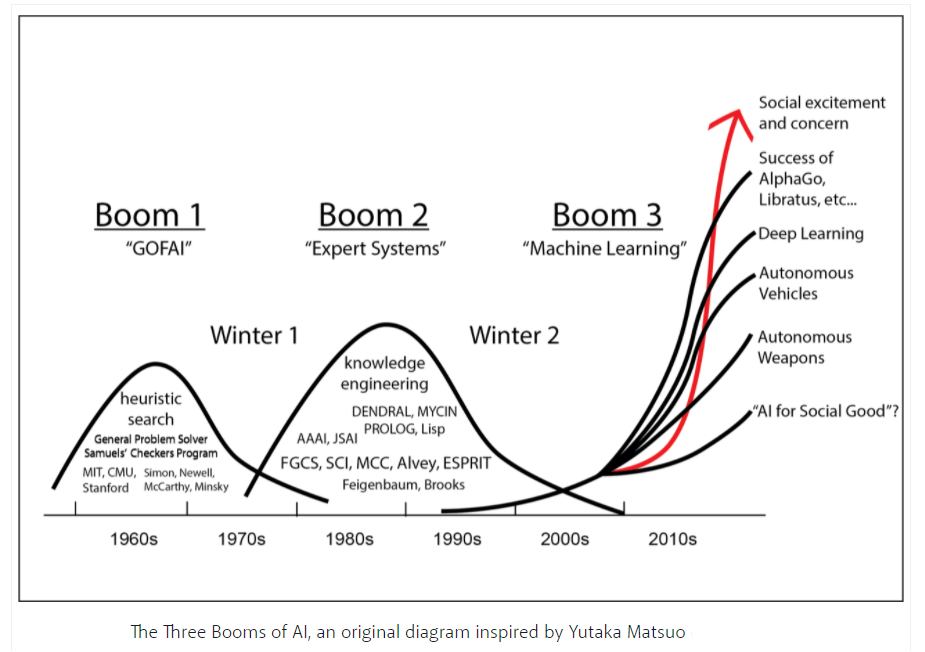 Social excitement
and concern
Success of
AlphaGo,
Libratus, etc...
Boom 1
"GOFAI"
Boom 2
"Expert Systems"
Boom 3
"Machine Learning"
Deep Learning
Autonomous
Vehicles
Winter 1
Winter 2
Autonomous
Weapons
knowledge
engineering
heuristic
search
DENDRAL, MYCIN
PROLOG, Lisp
"AI for Social Good"?
General Problem Solver
Samuels' Checkers Program
AAAI, JSAI
FGCS, SCI, MCC, Alvey, ESPRIT
MIT, CMU,
Stanford
Simon, Newell,
McCarthy, Minsky
Feigenbaum, Brooks
1960s 1970s 1980s 1990s 2000s 2010s
The Three Booms of AI, an original diagram inspired by Yutaka Matsuo